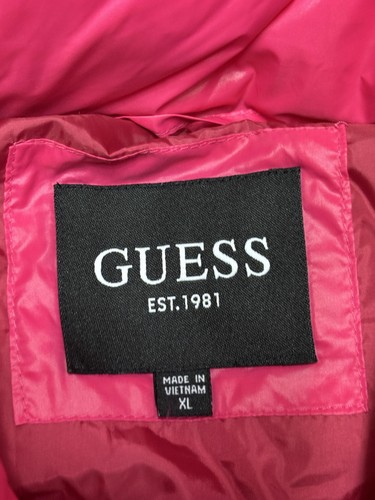 GUESS
EST.1981
MADE IN
VIETNAM
XL